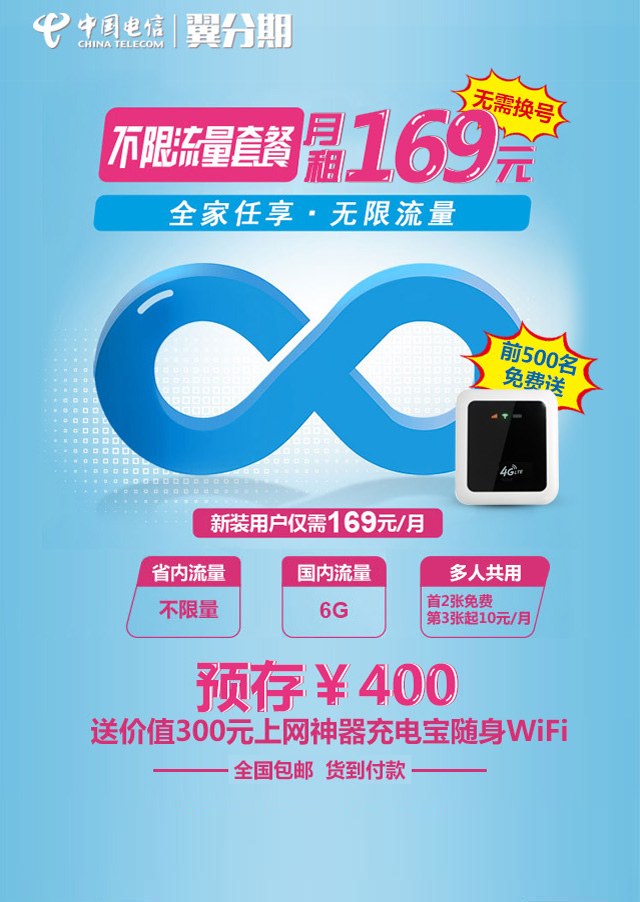 中国电信
CHINA TELECOM
翼分期
无需换号
不限流量套餐
月租169元
全家任享·无限流量
前500名
免费送
4G LTE
新装用户仅需169元/月
省内流量
不限量
国内流量
6G
多人共用
首2张免费
第3张起10元/月
预存￥400
送价值300元上网神器充电宝随身WiFi
全国包邮 货到付款